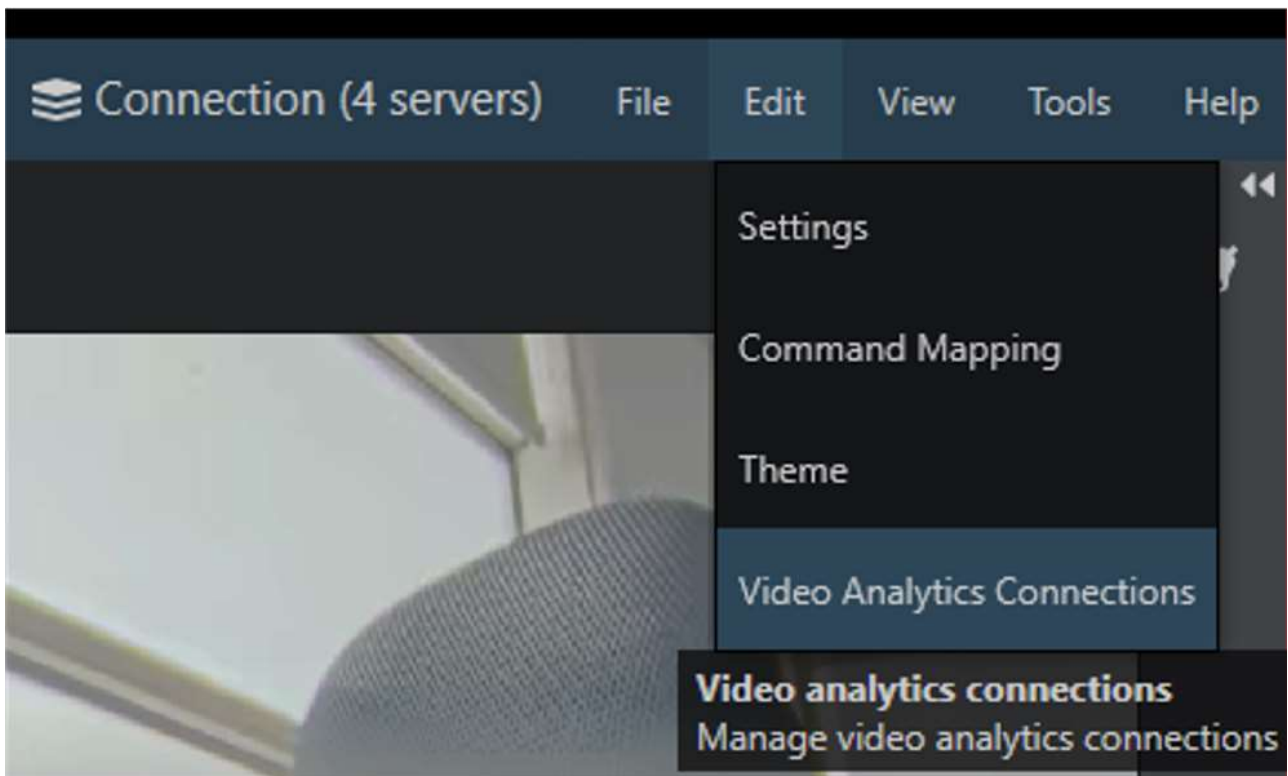 Connection (4 servers) File Edit View Tools Help
Settings
Command Mapping
Theme
Video Analytics Connections
Video analytics connections
Manage video analytics connections